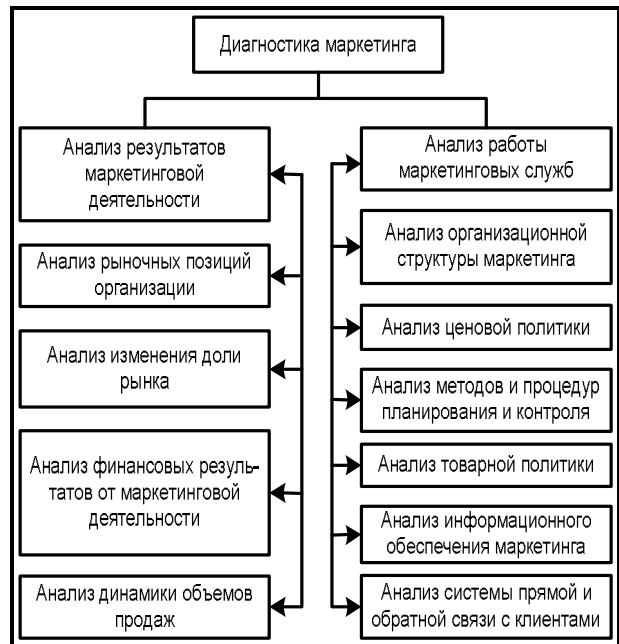 Диагностика маркетинга
Анализ результатов
маркетинговой
деятельности
Анализ рыночных позиций
организации
Анализ изменения доли
рынка
Анализ финансовых резуль-
татов от маркетинговой
деятельности
Анализ динамики объемов
продаж
Анализ работы
маркетинговых служб
Анализ организационной
структуры маркетинга
Анализ ценовой политики
Анализ методов и процедур
планирования и контроля
Анализ товарной политики
Анализ информационного
обеспечения маркетинга
Анализ системы прямой и
обратной связи с клиентами